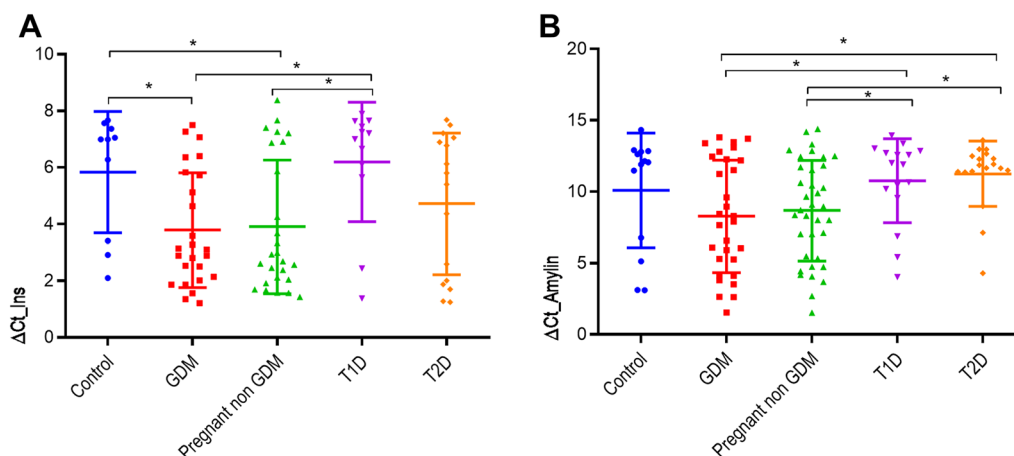 A
*
*
*
*
10
8
6
4
2
0
ΔCt_Ins
Control
GDM
Pregnant non GDM
T1D
T2D
B
*
*
*
*
20
15
10
5
0
ΔCt_Amylin
Control
GDM
Pregnant non GDM
T1D
T2D